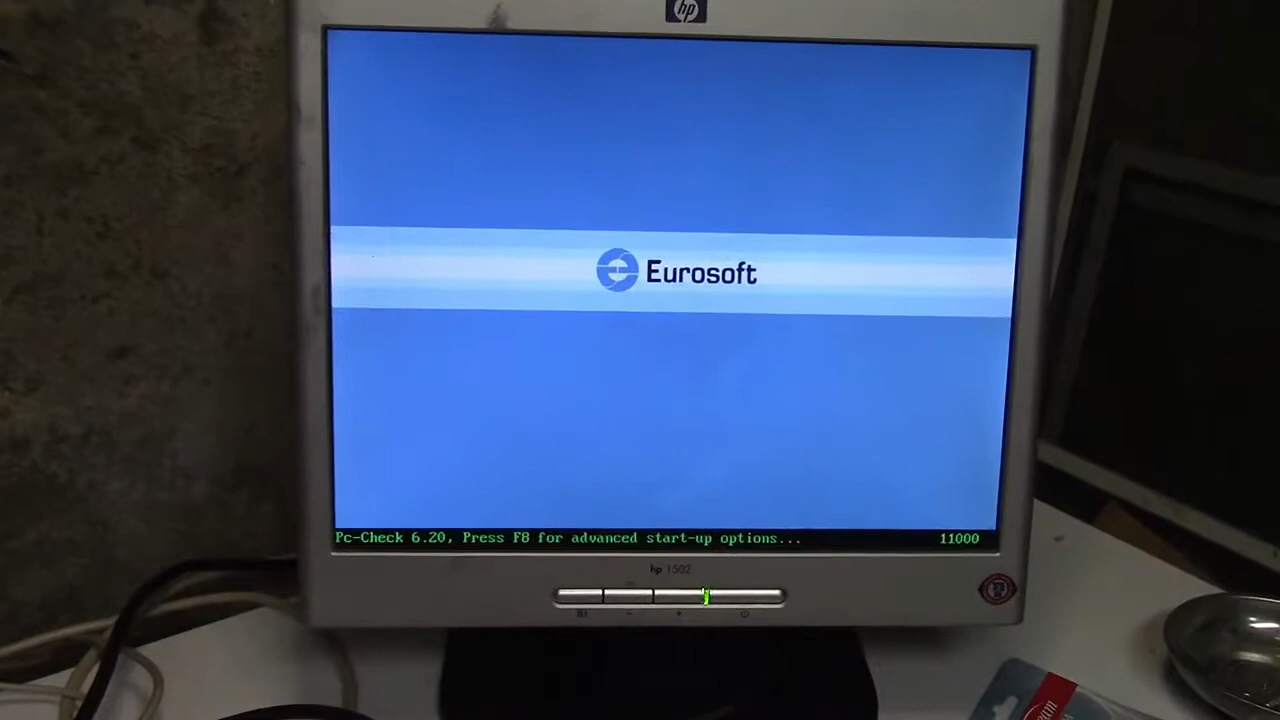 hp
Eurosoft
Pc-Check 6.20, Press F8 for advanced start-up options... 11000
hp 1502